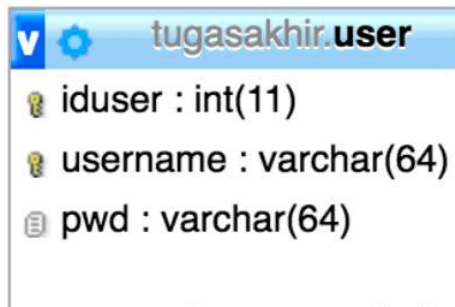 v tugasakhir.user
iduser : int(11)
username : varchar(64)
pwd : varchar(64)